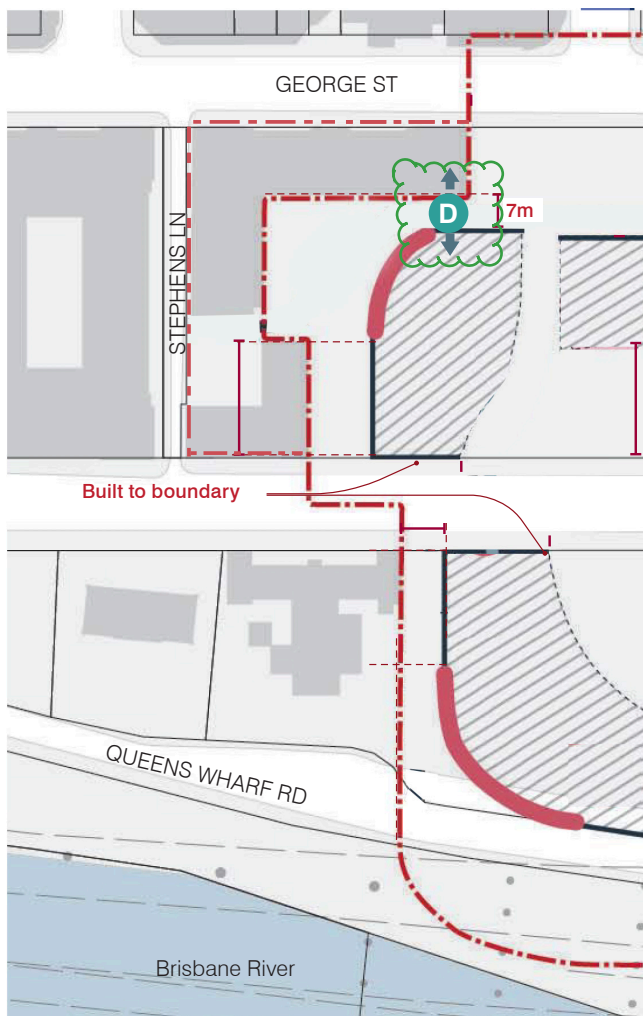 GEORGE ST
D
7m
STEPHENS LN
Built to boundary
QUEENS WHARF RD
Brisbane River